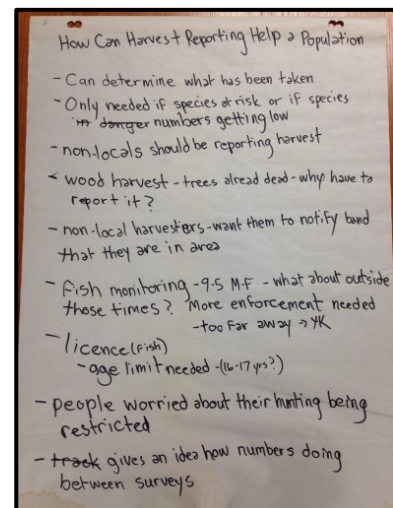 How Can Harvest Reporting Help a Population
- Can determine what has been taken
- Only needed if species at risk or if species
in danger numbers getting low
- non-locals should be reporting harvest
- wood harvest - trees alread dead - why have to
report it?
- non-local harvesters - want them to notify band
that they are in area
- fish monitoring - 9-5 M-F - what about outside
those times? More enforcement needed
- too far away → YK
- licence (fish)
- age limit needed - (16-17 yrs?)
- people worried about their hunting being
restricted
- track gives an idea how numbers doing
between surveys